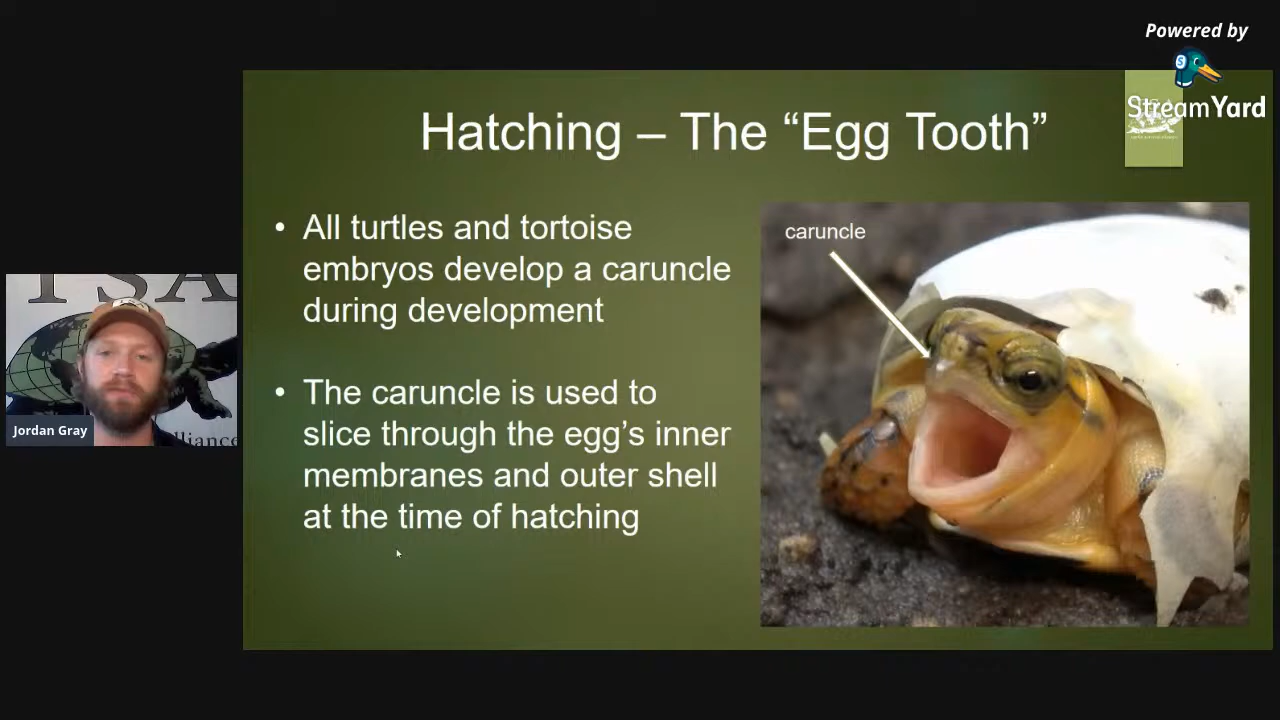 Powered by
StreamYard
Hatching – The “Egg Tooth”
• All turtles and tortoise
embryos develop a caruncle
during development
• The caruncle is used to
slice through the egg’s inner
membranes and outer shell
at the time of hatching
caruncle
TSA
Jordan Gray
lliance